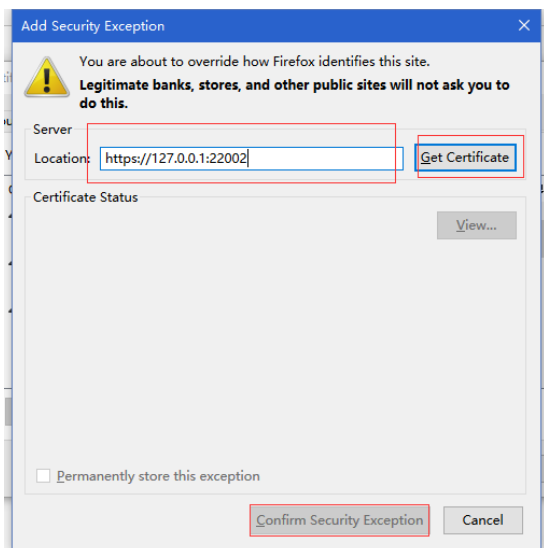 Add Security Exception
You are about to override how Firefox identifies this site.
Legitimate banks, stores, and other public sites will not ask you to
do this.
Server
Location: https://127.0.0.1:22002 Get Certificate
Certificate Status
View...
Permanently store this exception
Confirm Security Exception Cancel